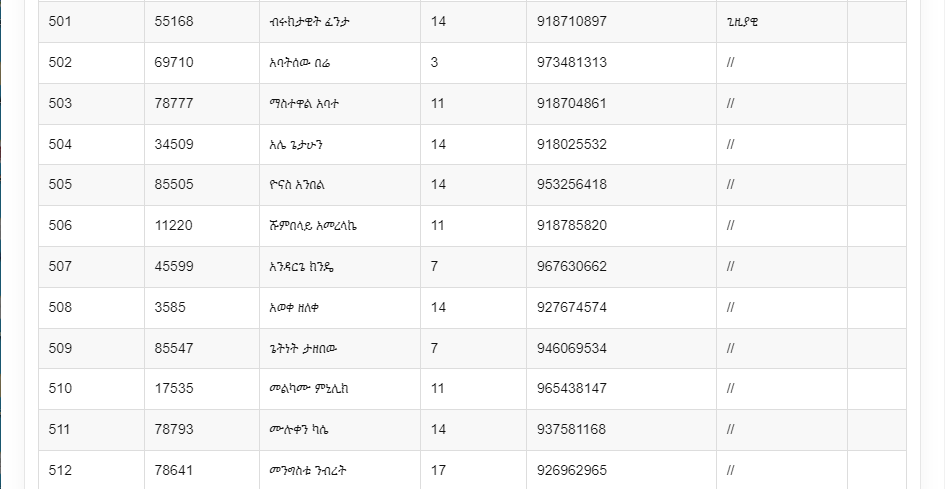 501 55168 ብሩክታዊት ፈንታ 14 918710897 ጊዚያዊ
502 69710 አባትሰው በሬ 3 973481313 //
503 78777 ማስተዋል አባተ 11 918704861 //
504 34509 አሌ ጌታሁን 14 918025532 //
505 85505 ዮናስ አንበል 14 953256418 //
506 11220 ሹምበላይ አመረላኬ 11 918785820 //
507 45599 አንዳርጌ ክንዴ 7 967630662 //
508 3585 አወቀ ዘለቀ 14 927674574 //
509 85547 ጌትነት ታዘበው 7 946069534 //
510 17535 መልካሙ ምኒሊክ 11 965438147 //
511 78793 ሙሉቀን ካሴ 14 937581168 //
512 78641 መንግስቱ ንብረት 17 926962965 //